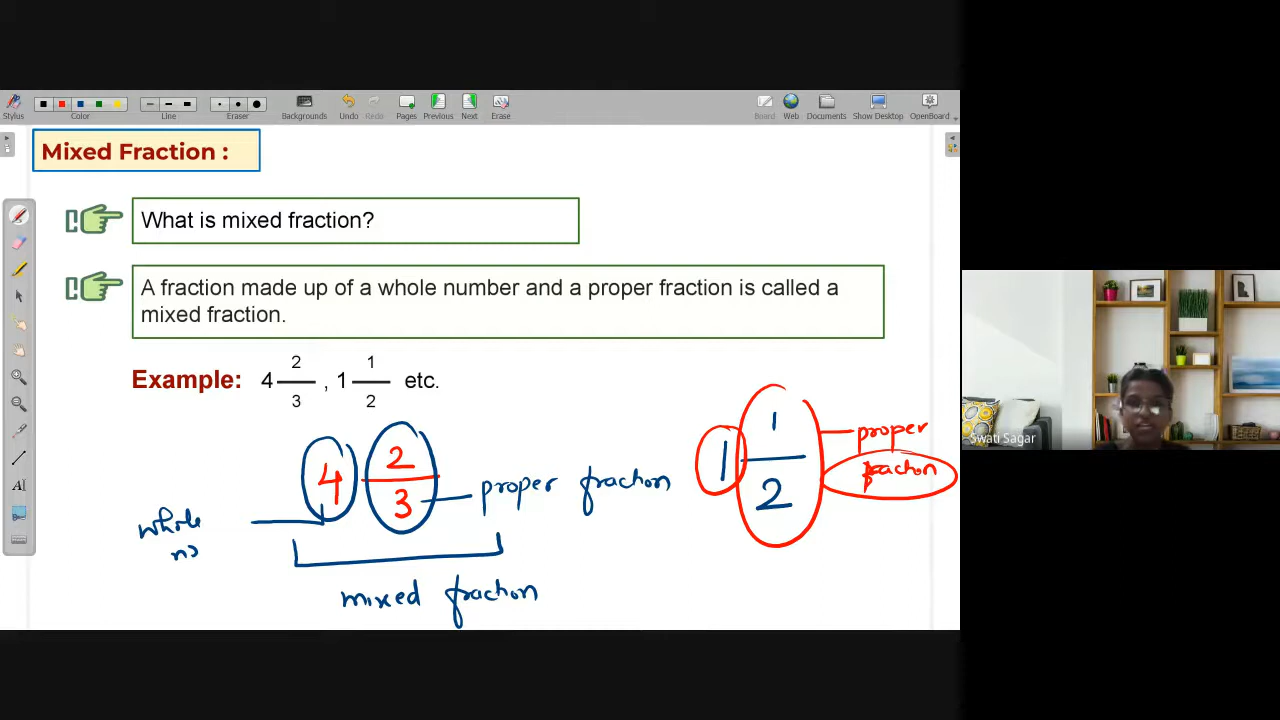 Stylus
Color
Line
Eraser
Backgrounds
Undo
Redo
Pages
Previous
Next
Erase
Board
Web
Documents
Show Desktop
OpenBoard
Mixed Fraction :
What is mixed fraction?
A fraction made up of a whole number and a proper fraction is called a
mixed fraction.
Example: 4 2/3 , 1 1/2 etc.
4 2/3
proper fraction
whole
no
mixed fraction
1 1/2
proper
fraction
Swati Sagar